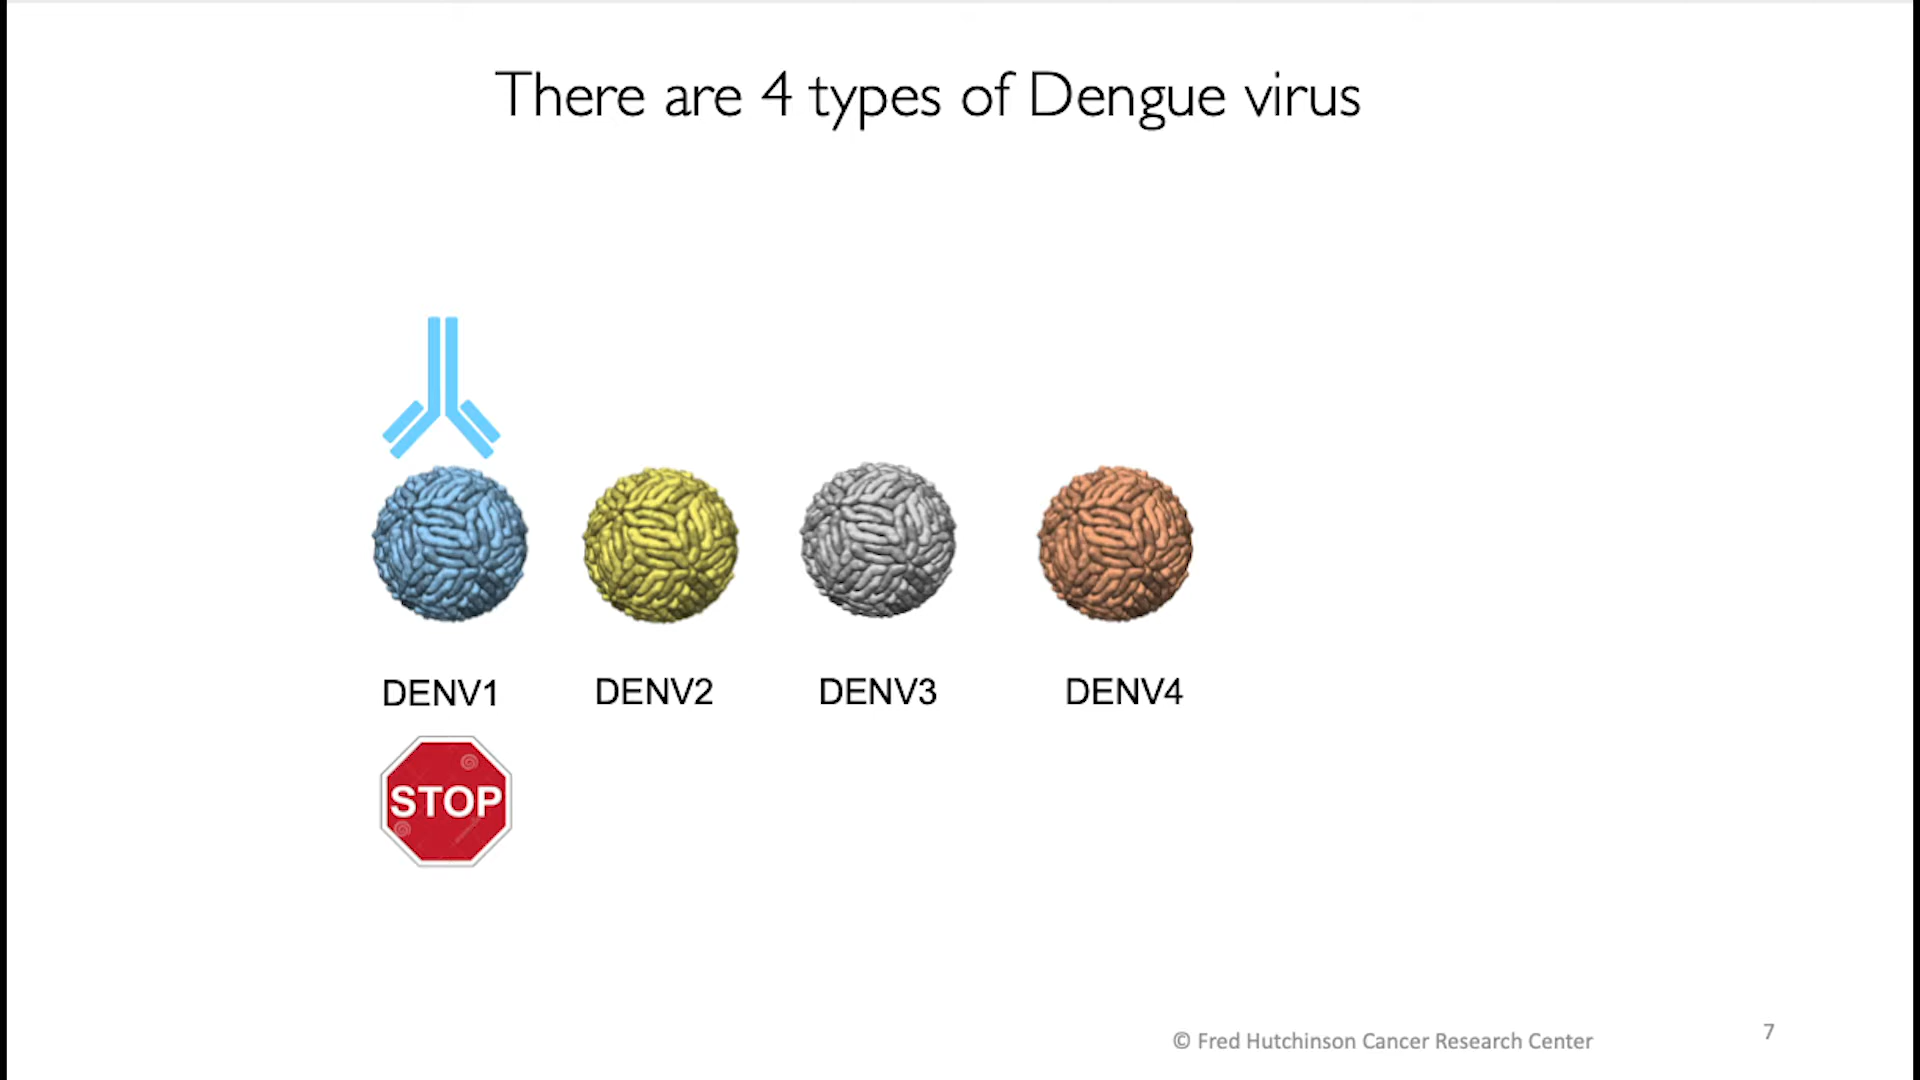 There are 4 types of Dengue virus
DENV1 DENV2 DENV3 DENV4
STOP
© Fred Hutchinson Cancer Research Center
7